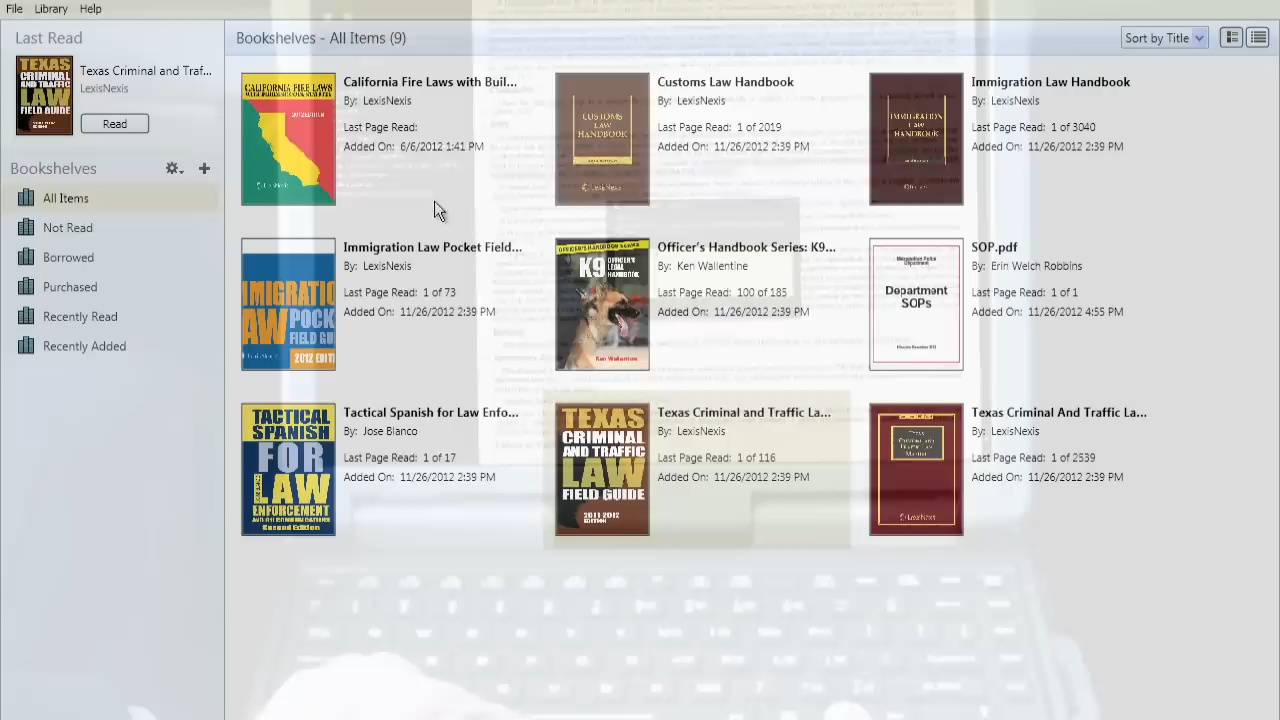 File Library Help
Last Read
Texas Criminal and Traf...
LexisNexis
Read
Bookshelves
All Items
Not Read
Borrowed
Purchased
Recently Read
Recently Added
Bookshelves - All Items (9)
Sort by Title
CALIFORNIA FIRE LAWS
2012 EDITION
LexisNexis
California Fire Laws with Buil...
By: LexisNexis
Last Page Read:
Added On: 6/6/2012 1:41 PM
CUSTOMS
LAW
HANDBOOK
LexisNexis
Customs Law Handbook
By: LexisNexis
Last Page Read: 1 of 2019
Added On: 11/26/2012 2:39 PM
IMMIGRATION
LAW
HANDBOOK
Immigration Law Handbook
By: LexisNexis
Last Page Read: 1 of 3040
Added On: 11/26/2012 2:39 PM
IMMIGRATIO
AW POCK
FIELD GU
2012 EDITI
Immigration Law Pocket Field...
By: LexisNexis
Last Page Read: 1 of 73
Added On: 11/26/2012 2:39 PM
OFFICER'S HANDBOOK SERIES
K9 OFFICER'S
LEGAL
HANDBOOK
Ken Wallentine
Officer's Handbook Series: K9...
By: Ken Wallentine
Last Page Read: 100 of 185
Added On: 11/26/2012 2:39 PM
Department
SOPs
SOP.pdf
By: Erin Welch Robbins
Last Page Read: 1 of 1
Added On: 11/26/2012 4:55 PM
TACTICAL
SPANISH
FOR
LAW
ENFORCEMENT
Second Edition
Tactical Spanish for Law Enfo...
By: Jose Blanco
Last Page Read: 1 of 17
Added On: 11/26/2012 2:39 PM
TEXAS
CRIMINAL
AND TRAFFIC
LAW
FIELD GUIDE
2011-2012
EDITION
Texas Criminal and Traffic La...
By: LexisNexis
Last Page Read: 1 of 116
Added On: 11/26/2012 2:39 PM
LexisNexis
Texas Criminal And Traffic La...
By: LexisNexis
Last Page Read: 1 of 2539
Added On: 11/26/2012 2:39 PM